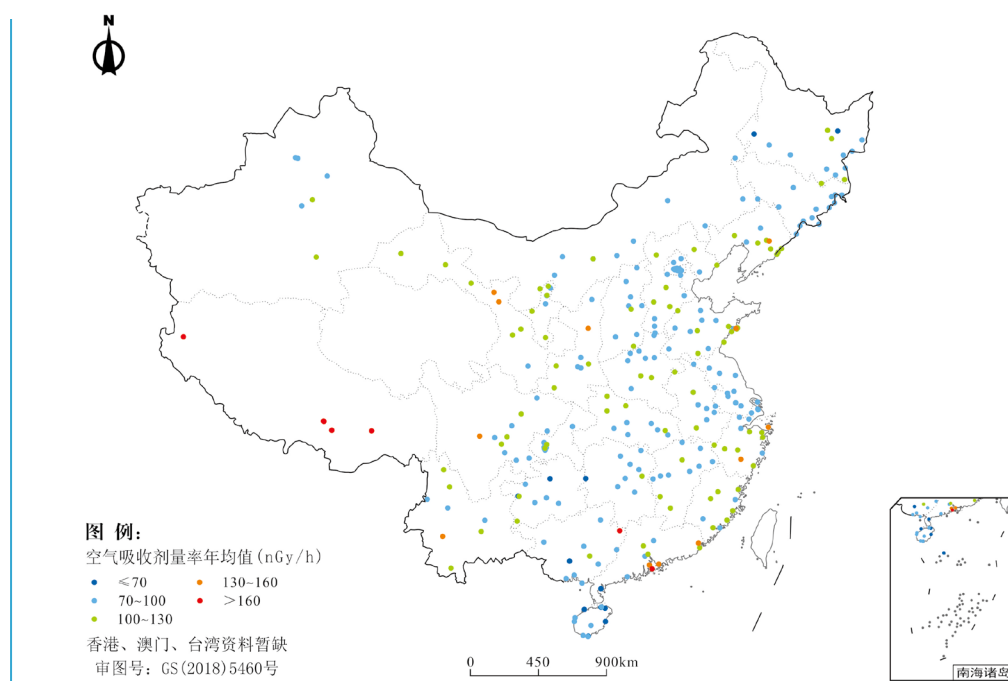 N
图 例:
空气吸收剂量率年均值(nGy/h)
≤70
130~160
70~100
>160
100~130
香港、澳门、台湾资料暂缺
审图号: GS(2018)5460号
0 450 900km
南海诸岛